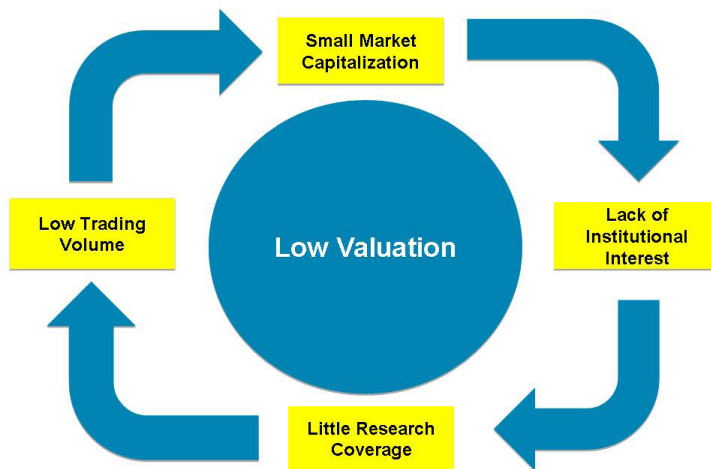 Small Market
Capitalization
Lack of
Institutional
Interest
Little Research
Coverage
Low Trading
Volume
Low Valuation